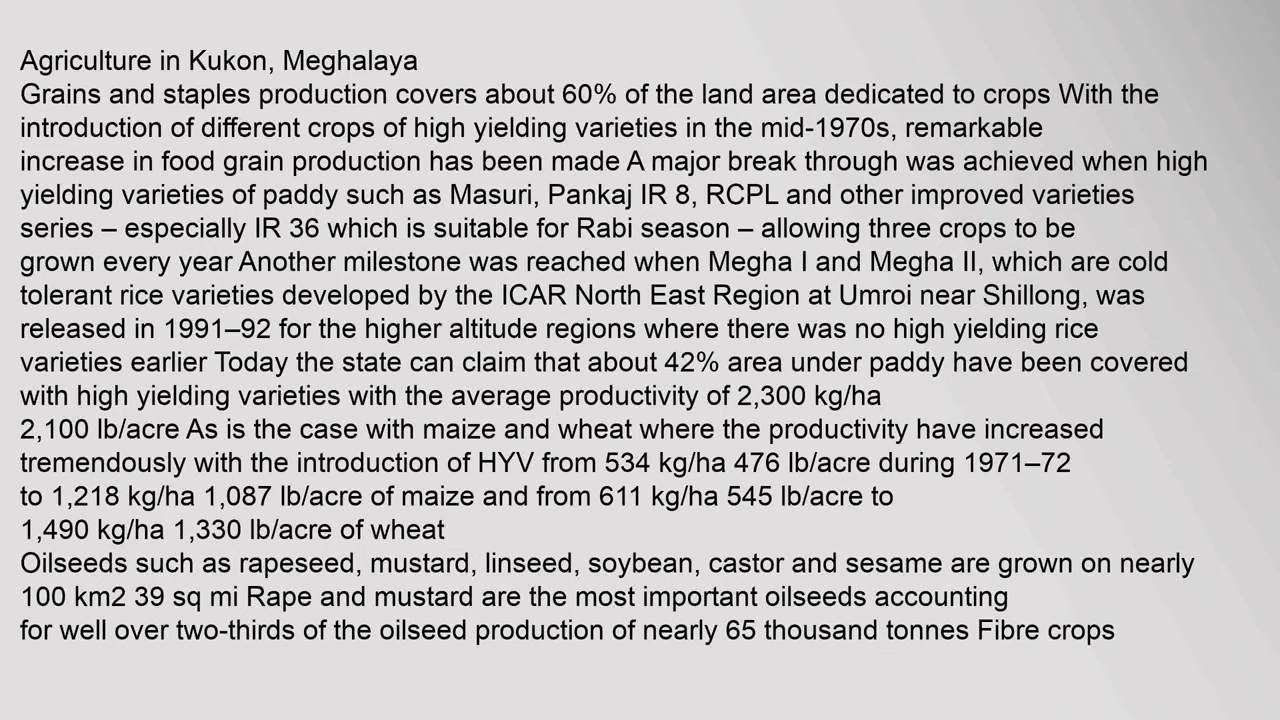 Agriculture in Kukon, Meghalaya
Grains and staples production covers about 60% of the land area dedicated to crops With the
introduction of different crops of high yielding varieties in the mid-1970s, remarkable
increase in food grain production has been made A major break through was achieved when high
yielding varieties of paddy such as Masuri, Pankaj IR 8, RCPL and other improved varieties
series – especially IR 36 which is suitable for Rabi season – allowing three crops to be
grown every year Another milestone was reached when Megha I and Megha II, which are cold
tolerant rice varieties developed by the ICAR North East Region at Umroi near Shillong, was
released in 1991–92 for the higher altitude regions where there was no high yielding rice
varieties earlier Today the state can claim that about 42% area under paddy have been covered
with high yielding varieties with the average productivity of 2,300 kg/ha
2,100 lb/acre As is the case with maize and wheat where the productivity have increased
tremendously with the introduction of HYV from 534 kg/ha 476 lb/acre during 1971–72
to 1,218 kg/ha 1,087 lb/acre of maize and from 611 kg/ha 545 lb/acre to
1,490 kg/ha 1,330 lb/acre of wheat
Oilseeds such as rapeseed, mustard, linseed, soybean, castor and sesame are grown on nearly
100 km2 39 sq mi Rape and mustard are the most important oilseeds accounting
for well over two-thirds of the oilseed production of nearly 65 thousand tonnes Fibre crops